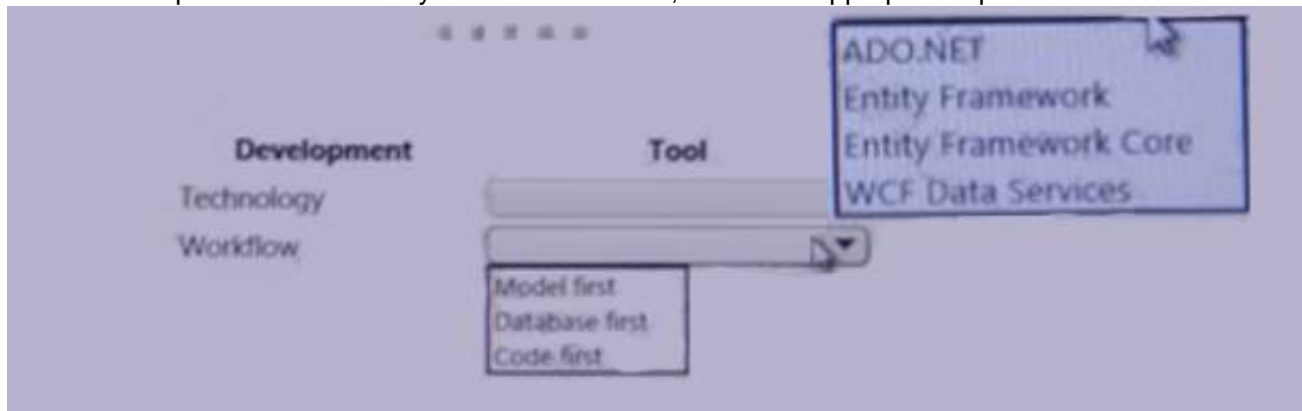 ADO.NET
Entity Framework
Entity Framework Core
WCF Data Services
Development Tool
Technology
Workflow
Model first
Database first
Code first